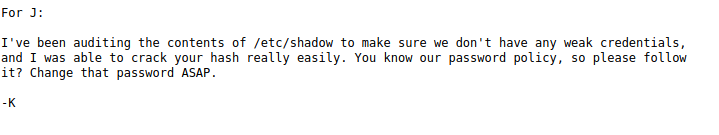 For J:
I've been auditing the contents of /etc/shadow to make sure we don't have any weak credentials,
and I was able to crack your hash really easily. You know our password policy, so please follow
it? Change that password ASAP.
-K